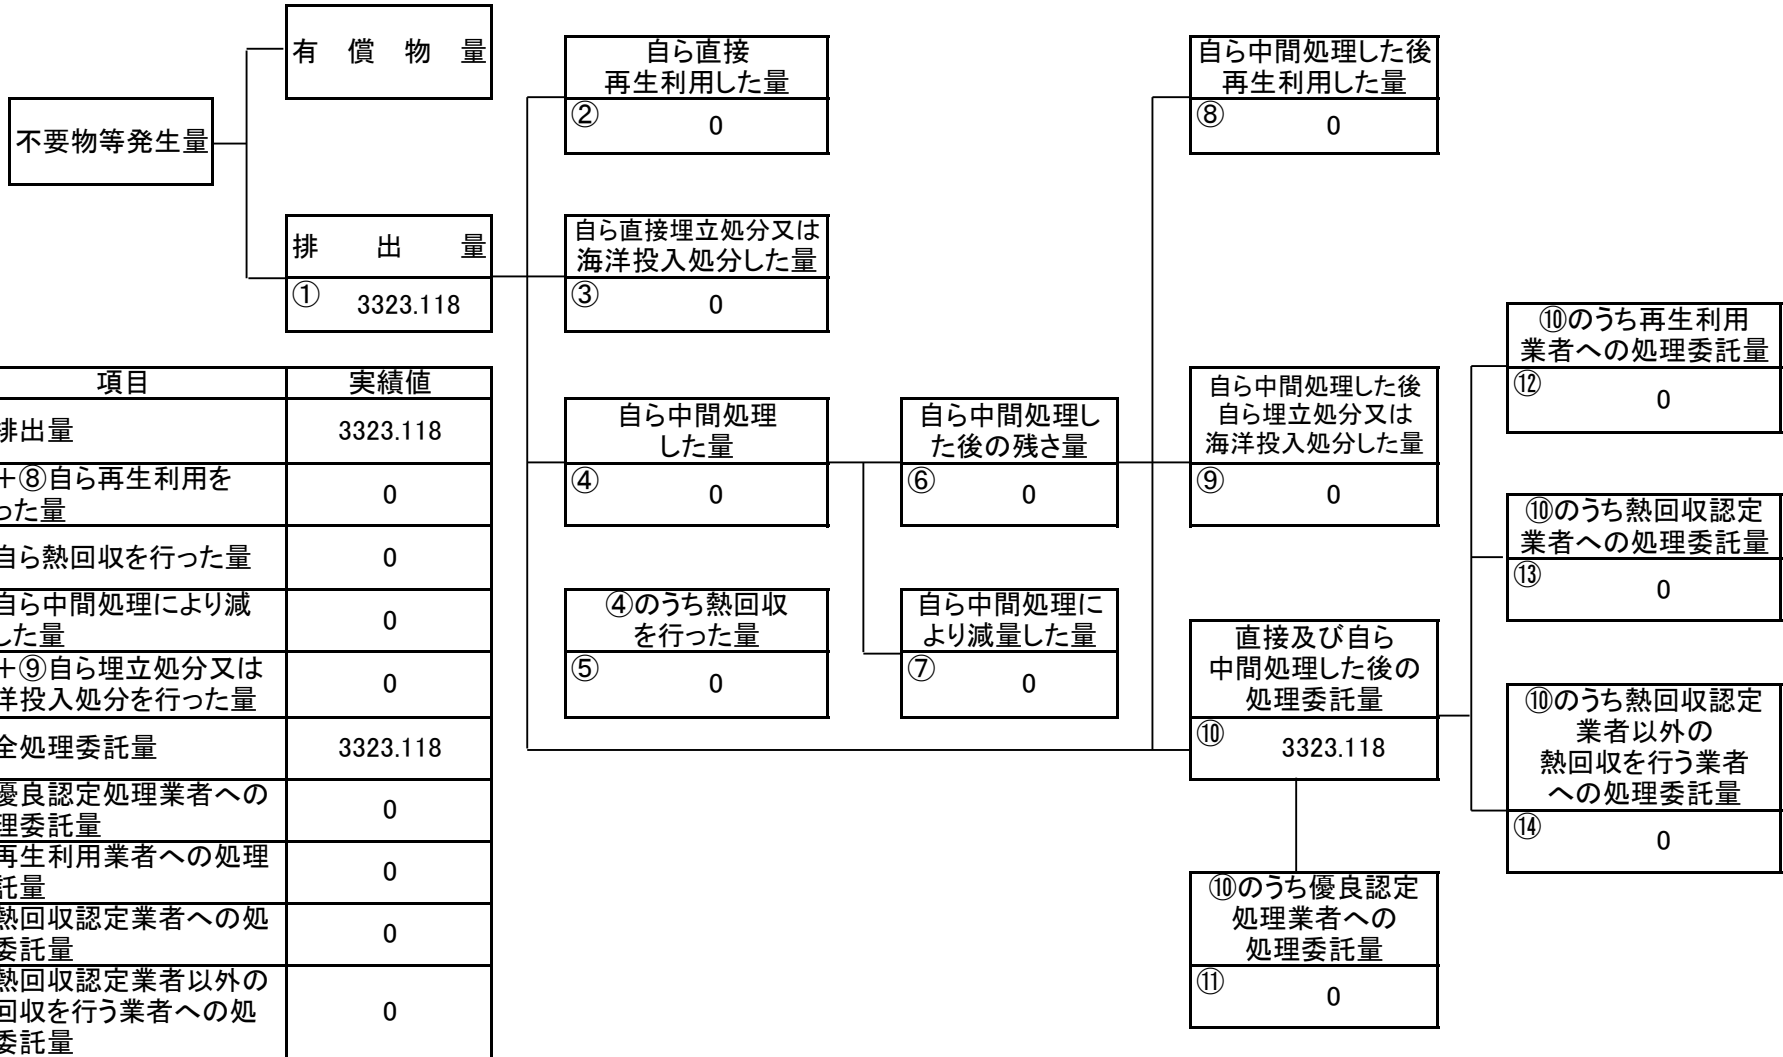 有償物量
不要物等発生量
排出量
① 3323.118
自ら直接
再生利用した量
② 0
自ら直接埋立処分又は
海洋投入処分した量
③ 0
自ら中間処理
した量
④ 0
④のうち熱回収
を行った量
⑤ 0
自ら中間処理し
た後の残さ量
⑥ 0
自ら中間処理に
より減量した量
⑦ 0
自ら中間処理した後
再生利用した量
⑧ 0
自ら中間処理した後
自ら埋立処分又は
海洋投入処分した量
⑨ 0
直接及び自ら
中間処理した後の
処理委託量
⑩ 3323.118
⑩のうち優良認定
処理業者への
処理委託量
⑪ 0
⑩のうち再生利用
業者への処理委託量
⑫ 0
⑩のうち熱回収認定
業者への処理委託量
⑬ 0
⑩のうち熱回収認定
業者以外の
熱回収を行う業者
への処理委託量
⑭ 0
項目 実績値
排出量 3323.118
+⑧自ら再生利用を
った量 0
自ら熱回収を行った量 0
自ら中間処理により減
した量 0
+⑨自ら埋立処分又は
洋投入処分を行った量 0
全処理委託量 3323.118
優良認定処理業者への
理委託量 0
再生利用業者への処理
託量 0
熱回収認定業者への処
委託量 0
熱回収認定業者以外の
回収を行う業者への処
委託量 0